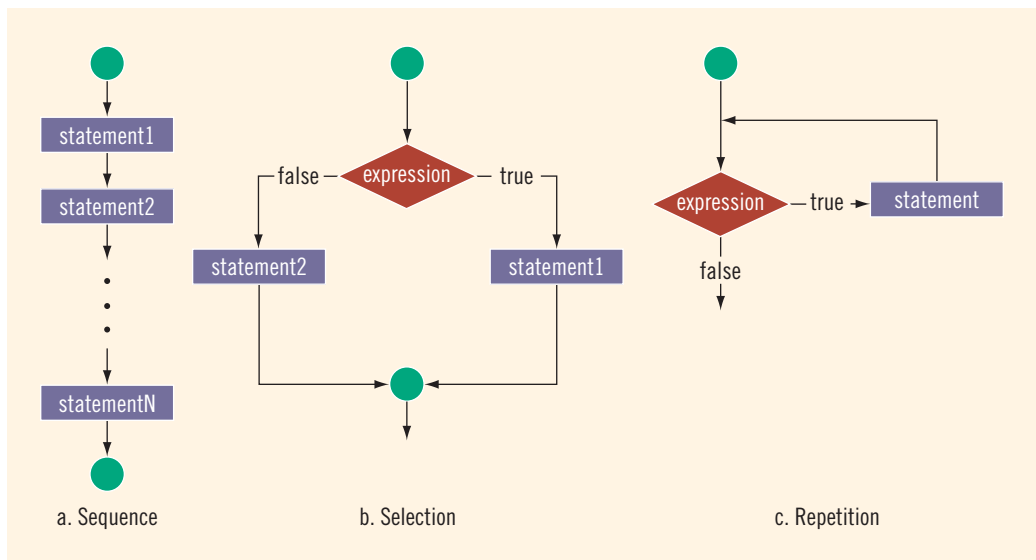 statement1
statement2
statementN
a. Sequence
false
expression
true
statement2
statement1
b. Selection
expression
true
statement
false
c. Repetition